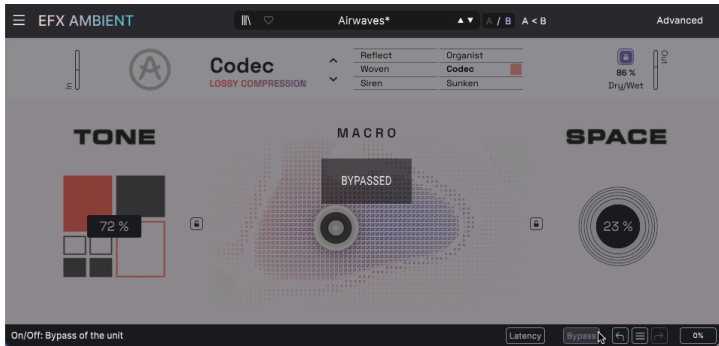 EFX AMBIENT
Airwaves*
A / B A < B
Advanced
In
Codec
LOSSY COMPRESSION
Reflect Organist
Woven Codec
Siren Sunken
86 %
Dry/Wet
Out
TONE
MACRO
SPACE
BYPASSED
72 %
23 %
On/Off: Bypass of the unit
Latency
Bypass
0%